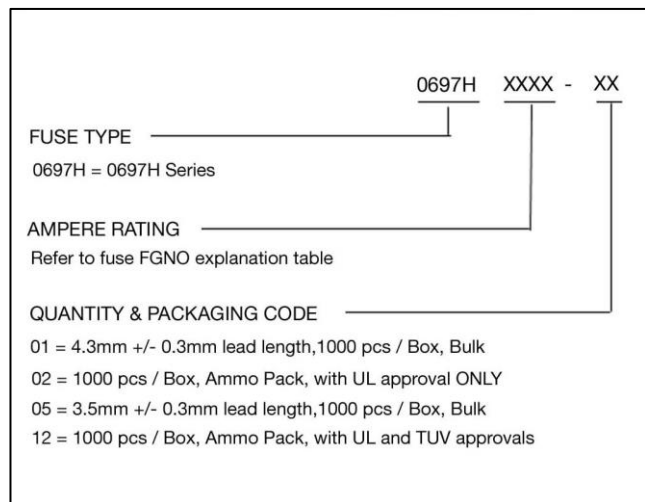 0697H XXXX - XX
FUSE TYPE
0697H = 0697H Series
AMPERE RATING
Refer to fuse FGNO explanation table
QUANTITY & PACKAGING CODE
01 = 4.3mm +/- 0.3mm lead length,1000 pcs / Box, Bulk
02 = 1000 pcs / Box, Ammo Pack, with UL approval ONLY
05 = 3.5mm +/- 0.3mm lead length,1000 pcs / Box, Bulk
12 = 1000 pcs / Box, Ammo Pack, with UL and TUV approvals